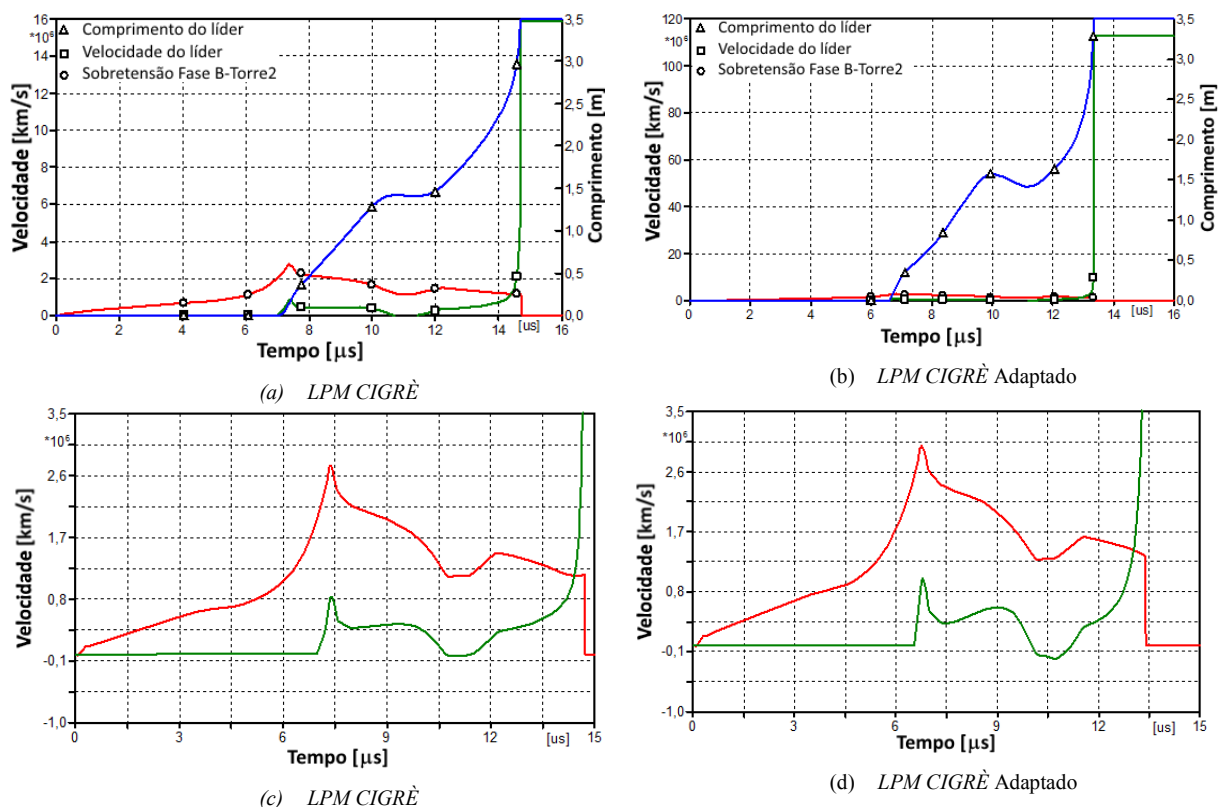 16
*10⁶
14
12
10
8
6
4
2
0
Velocidade [km/s]
Comprimento do líder
Velocidade do líder
Sobretensão Fase B-Torre2
3,5
3,0
2,5
2,0
1,5
1,0
0,5
0,0
Comprimento [m]
0 2 4 6 8 10 12 14 [us] 16
Tempo [µs]
(a) LPM CIGRÈ
120
*10⁶
100
80
60
40
20
0
Velocidade [km/s]
Comprimento do líder
Velocidade do líder
Sobretensão Fase B-Torre2
3,5
3,0
2,5
2,0
1,5
1,0
0,5
0,0
Comprimento [m]
0 2 4 6 8 10 12 14 [us] 16
Tempo [µs]
(b) LPM CIGRÈ Adaptado
3,5
*10⁶
2,6
1,7
0,8
-0,1
-1,0
Velocidade [km/s]
0 3 6 9 12 [us] 15
Tempo [µs]
(c) LPM CIGRÈ
3,5
*10⁶
2,6
1,7
0,8
-0,1
-1,0
Velocidade [km/s]
0 3 6 9 12 [us] 15
Tempo [µs]
(d) LPM CIGRÈ Adaptado